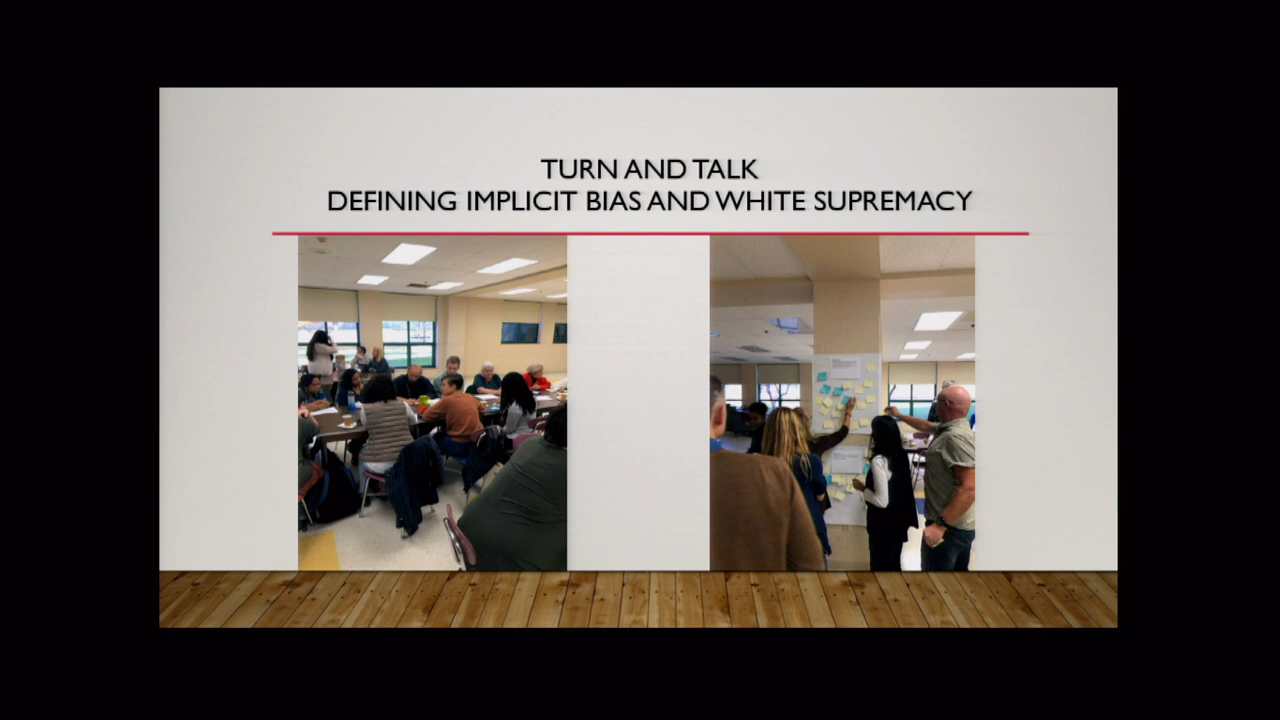 TURN AND TALK
DEFINING IMPLICIT BIAS AND WHITE SUPREMACY